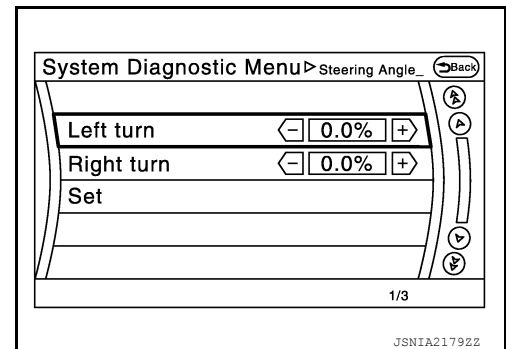 System Diagnostic Menu▷Steering Angle_ Back
Left turn − 0.0% +
Right turn − 0.0% +
Set
1/3
JSNIA2179ZZ